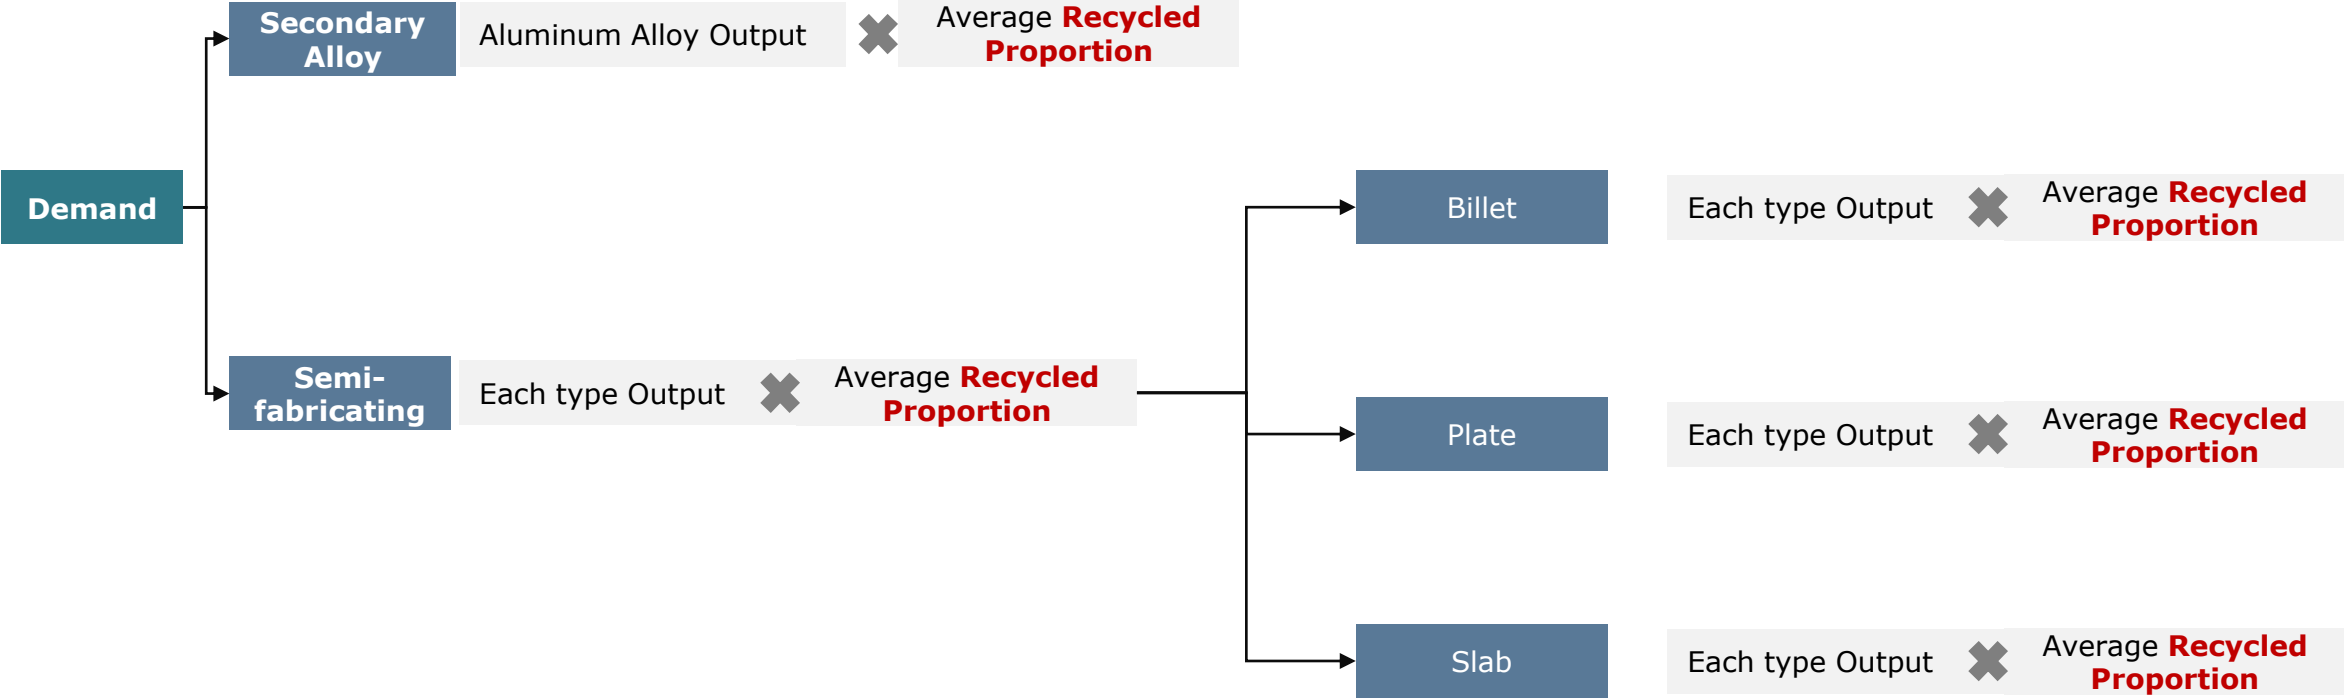 Secondary
Alloy
Aluminum Alloy Output
Average Recycled
Proportion
Demand
Billet
Each type Output
Average Recycled
Proportion
Semi-
fabricating
Each type Output
Average Recycled
Proportion
Plate
Each type Output
Average Recycled
Proportion
Slab
Each type Output
Average Recycled
Proportion